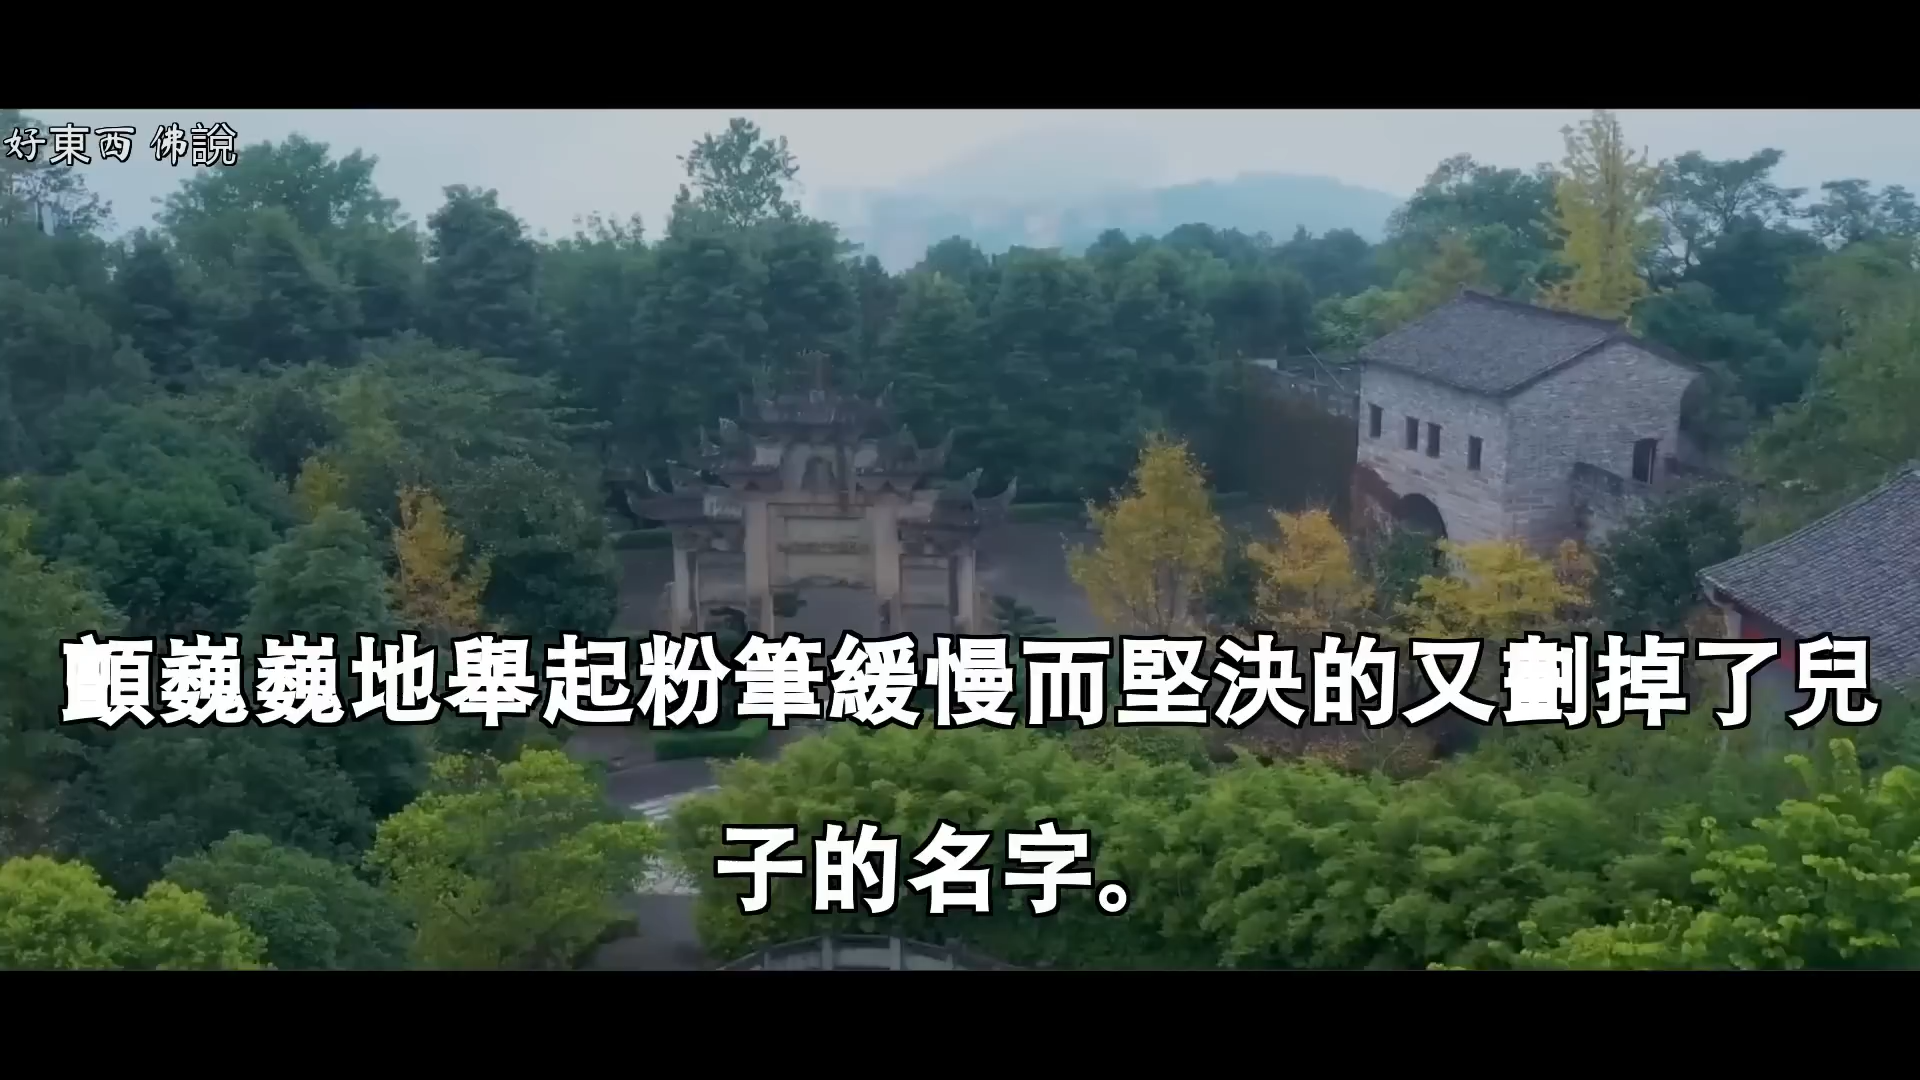 好東西 佛說
顫巍巍地舉起粉筆緩慢而堅決的又劃掉了兒
子的名字。